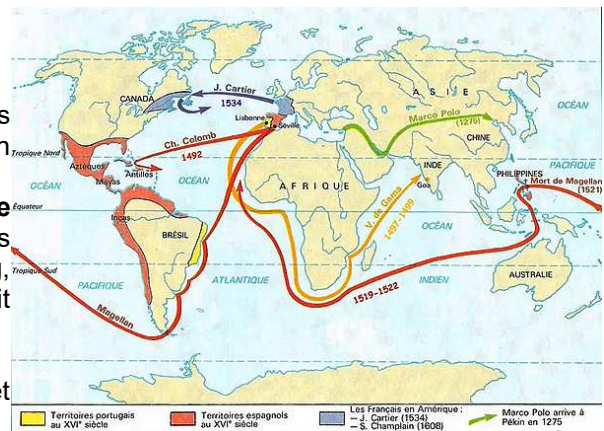 s
n
e
s
l,
it
et
CANADA
J. Cartier
1534
Lisbonne
Séville
Ch. Colomb
1492
ASIE
Marco Polo
(1276)
CHINE
OCÉAN
PACIFIQUE
Tropique Nord
Aztèques
Mayas
Antilles
OCÉAN
OCÉAN
AFRIQUE
INDE
Goa
PHILIPPINES
Mort de Magellan
(1521)
Équateur
Incas
BRÉSIL
V. de Gama
1497-1499
OCÉAN
Tropique Sud
PACIFIQUE
ATLANTIQUE
INDIEN
AUSTRALIE
1519-1522
Magellan
Territoires portugais
au XVIe siècle
Territoires espagnols
au XVIe siècle
Les Français en Amérique :
— J. Cartier (1534)
— S. Champlain (1608)
Marco Polo arrive à
Pékin en 1275